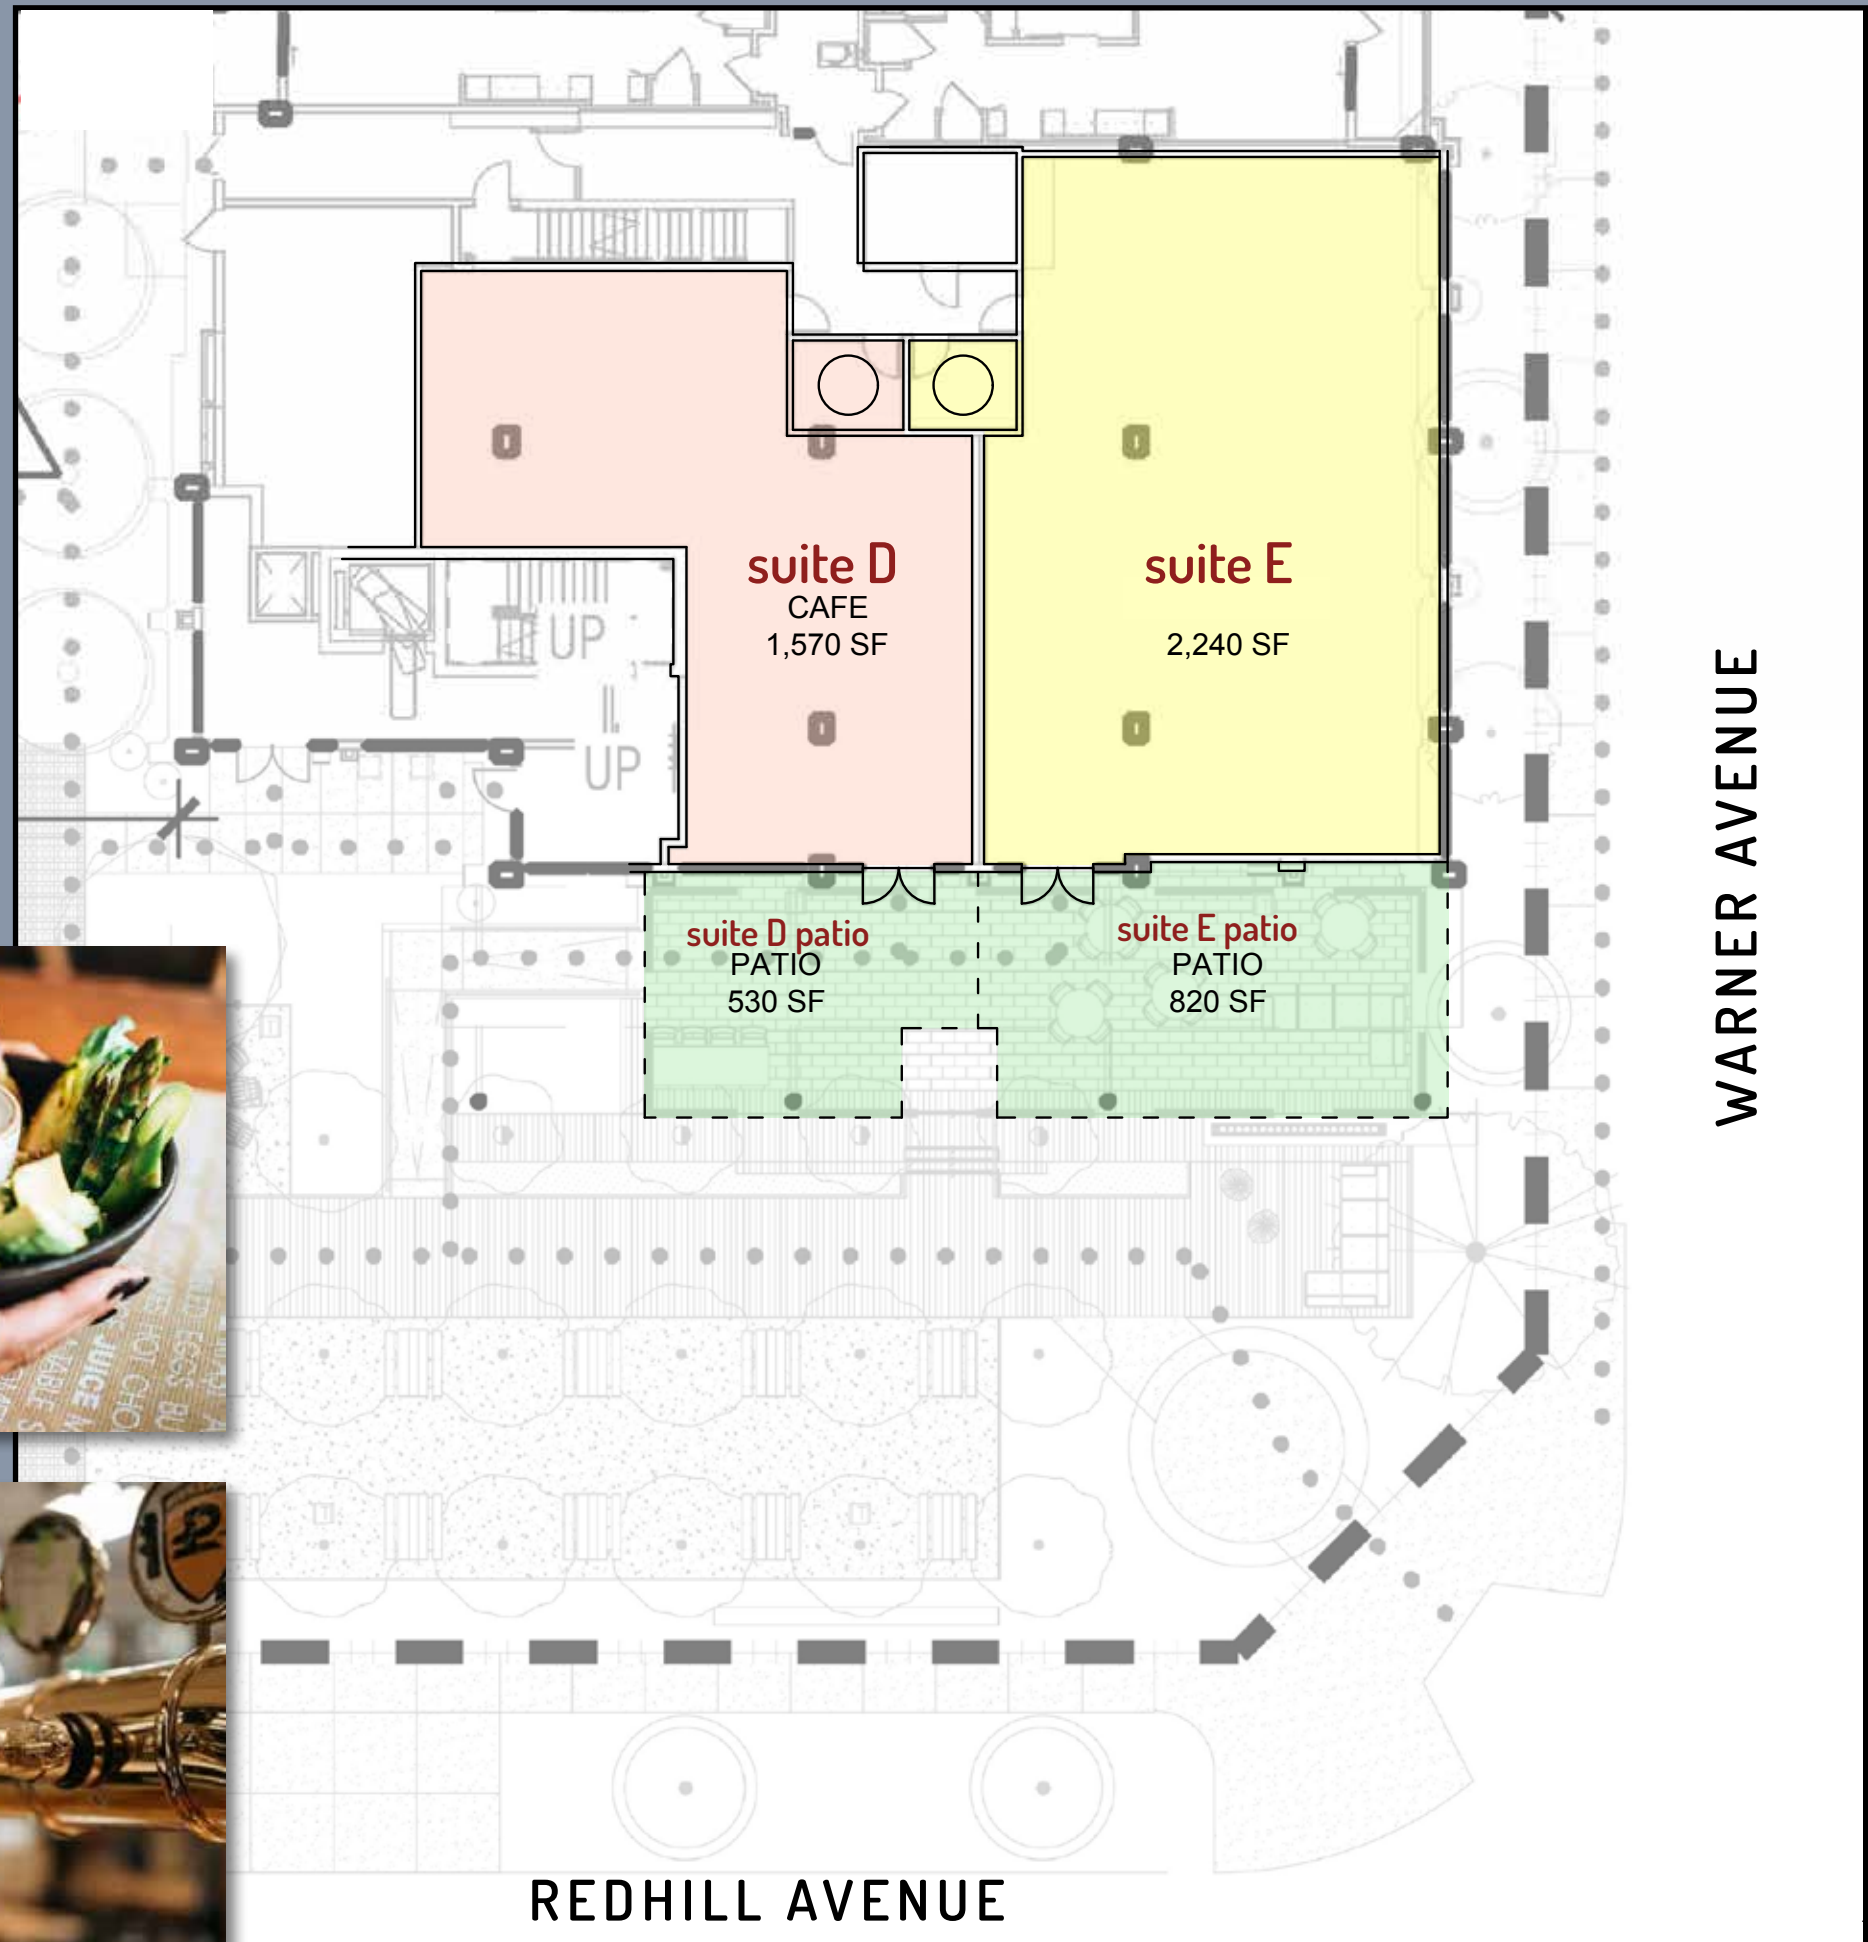 suite D
CAFE
1,570 SF
suite E
2,240 SF
UP
UP
suite D patio
PATIO
530 SF
suite E patio
PATIO
820 SF
WARNER AVENUE
JUICE
REDHILL AVENUE